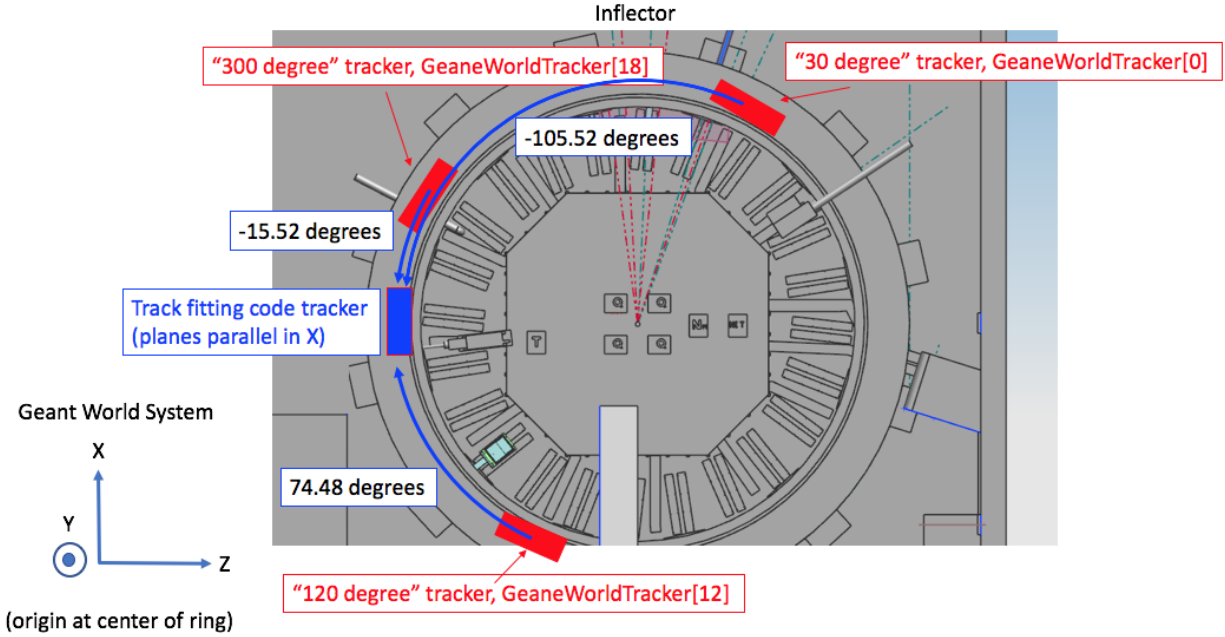 Inflector
“300 degree” tracker, GeaneWorldTracker[18]
“30 degree” tracker, GeaneWorldTracker[0]
-105.52 degrees
-15.52 degrees
Track fitting code tracker
(planes parallel in X)
Q Q
T
Q Q
Geant World System
X
74.48 degrees
Y
Z
“120 degree” tracker, GeaneWorldTracker[12]
(origin at center of ring)